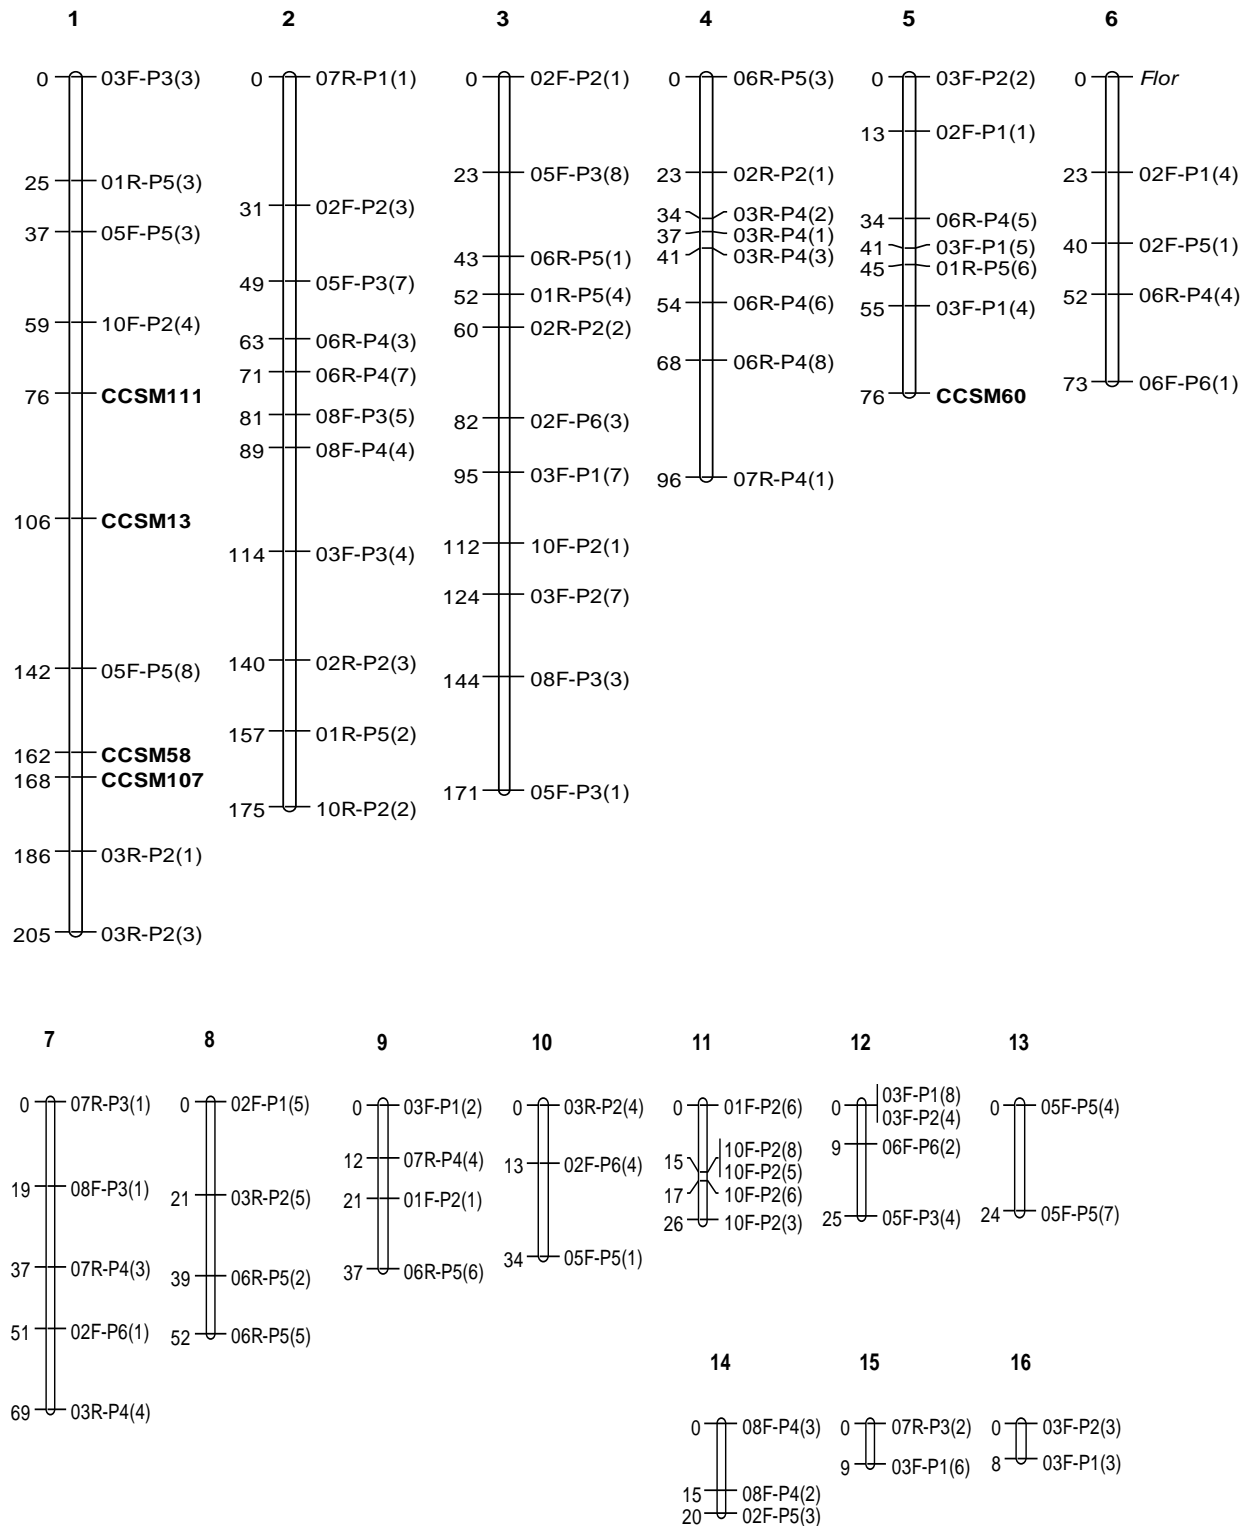 1
0 03F-P3(3)
25 01R-P5(3)
37 05F-P5(3)
59 10F-P2(4)
76 CCSM111
106 CCSM13
142 05F-P5(8)
162 CCSM58
168 CCSM107
186 03R-P2(1)
205 03R-P2(3)
2
0 07R-P1(1)
31 02F-P2(3)
49 05F-P3(7)
63 06R-P4(3)
71 06R-P4(7)
81 08F-P3(5)
89 08F-P4(4)
114 03F-P3(4)
140 02R-P2(3)
157 01R-P5(2)
175 10R-P2(2)
3
0 02F-P2(1)
23 05F-P3(8)
43 06R-P5(1)
52 01R-P5(4)
60 02R-P2(2)
82 02F-P6(3)
95 03F-P1(7)
112 10F-P2(1)
124 03F-P2(7)
144 08F-P3(3)
171 05F-P3(1)
4
0 06R-P5(3)
23 02R-P2(1)
34 03R-P4(2)
37 03R-P4(1)
41 03R-P4(3)
54 06R-P4(6)
68 06R-P4(8)
96 07R-P4(1)
5
0 03F-P2(2)
13 02F-P1(1)
34 06R-P4(5)
41 03F-P1(5)
45 01R-P5(6)
55 03F-P1(4)
76 CCSM60
6
0 Flor
23 02F-P1(4)
40 02F-P5(1)
52 06R-P4(4)
73 06F-P6(1)
7
0 07R-P3(1)
19 08F-P3(1)
37 07R-P4(3)
51 02F-P6(1)
69 03R-P4(4)
8
0 02F-P1(5)
21 03R-P2(5)
39 06R-P5(2)
52 06R-P5(5)
9
0 03F-P1(2)
12 07R-P4(4)
21 01F-P2(1)
37 06R-P5(6)
10
0 03R-P2(4)
13 02F-P6(4)
34 05F-P5(1)
11
0 01F-P2(6)
15 10F-P2(8)
10F-P2(5)
17 10F-P2(6)
26 10F-P2(3)
12
0 03F-P1(8)
03F-P2(4)
9 06F-P6(2)
25 05F-P3(4)
13
0 05F-P5(4)
24 05F-P5(7)
14
0 08F-P4(3)
15 08F-P4(2)
20 02F-P5(3)
15
0 07R-P3(2)
9 03F-P1(6)
16
0 03F-P2(3)
8 03F-P1(3)